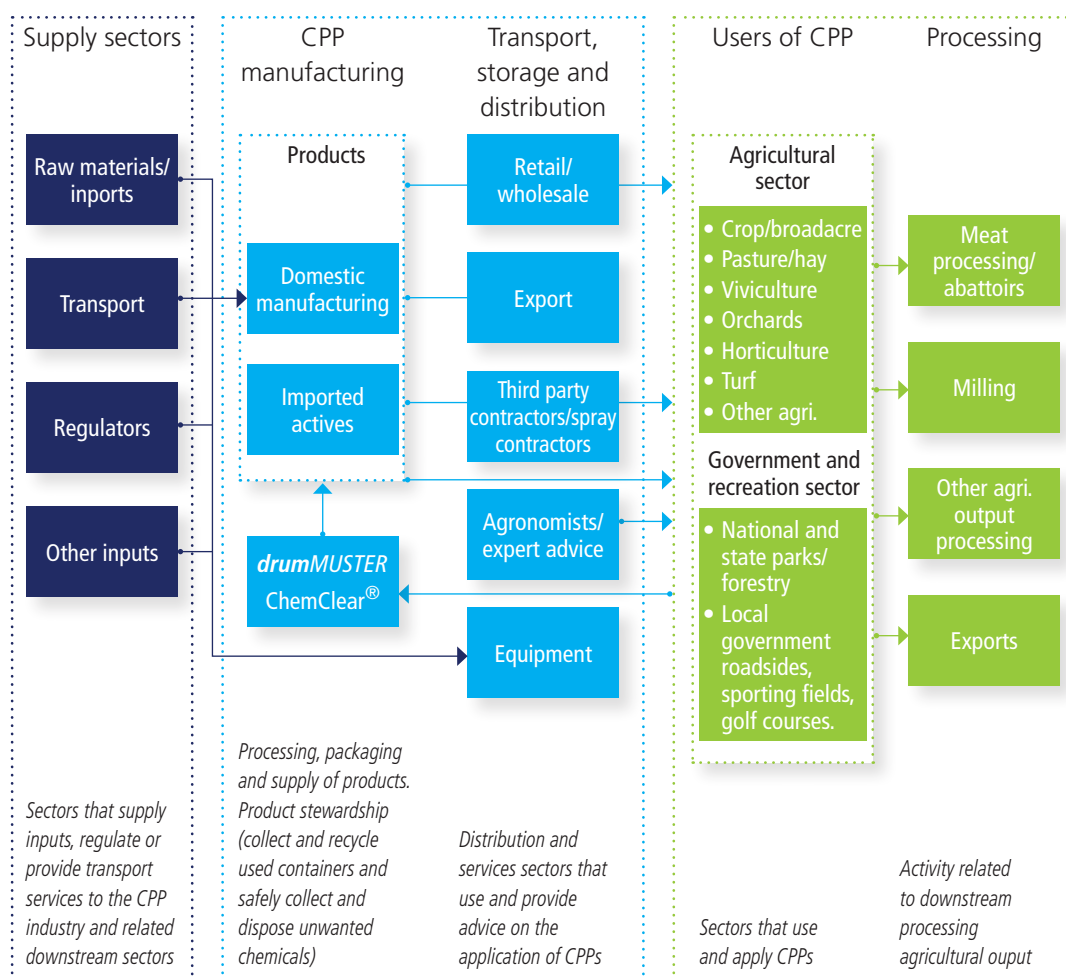 Supply sectors
Raw materials/
inports
Transport
Regulators
Other inputs
Sectors that supply
inputs, regulate or
provide transport
services to the CPP
industry and related
downstream sectors
CPP
manufacturing
Products
Domestic
manufacturing
Imported
actives
drumMUSTER
ChemClear®
Processing, packaging
and supply of products.
Product stewardship
(collect and recycle
used containers and
safely collect and
dispose unwanted
chemicals)
Transport,
storage and
distribution
Retail/
wholesale
Export
Third party
contractors/spray
contractors
Agronomists/
expert advice
Equipment
Distribution and
services sectors that
use and provide
advice on the
application of CPPs
Users of CPP
Agricultural
sector
• Crop/broadacre
• Pasture/hay
• Viviculture
• Orchards
• Horticulture
• Turf
• Other agri.
Government and
recreation sector
• National and
state parks/
forestry
• Local
government
roadsides,
sporting fields,
golf courses.
Sectors that use
and apply CPPs
Processing
Meat
processing/
abattoirs
Milling
Other agri.
output
processing
Exports
Activity related
to downstream
processing
agricultural ouput